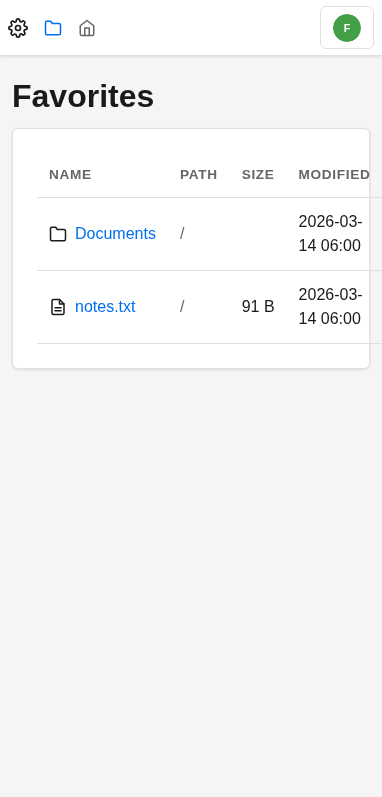 F
Favorites
NAME PATH SIZE MODIFIED
Documents / 2026-03-
14 06:00
notes.txt / 91 B 2026-03-
14 06:00